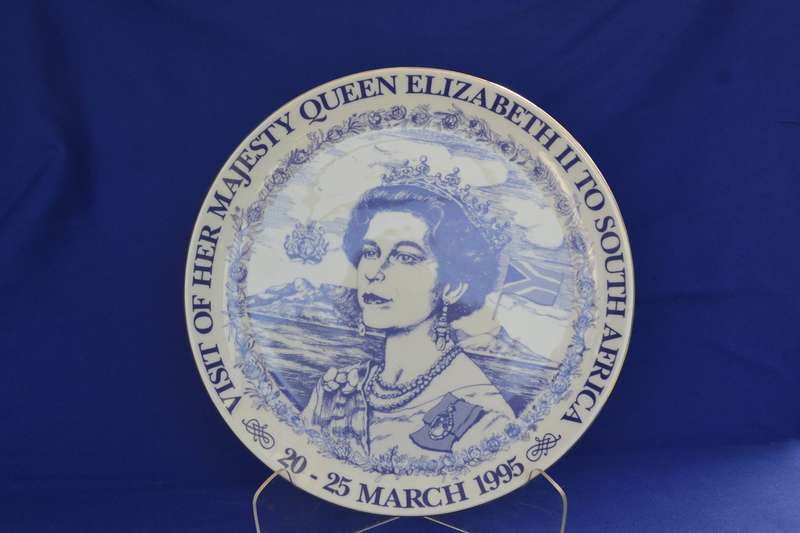 VISIT OF HER MAJESTY QUEEN ELIZABETH II TO SOUTH AFRICA
20 - 25 MARCH 1995